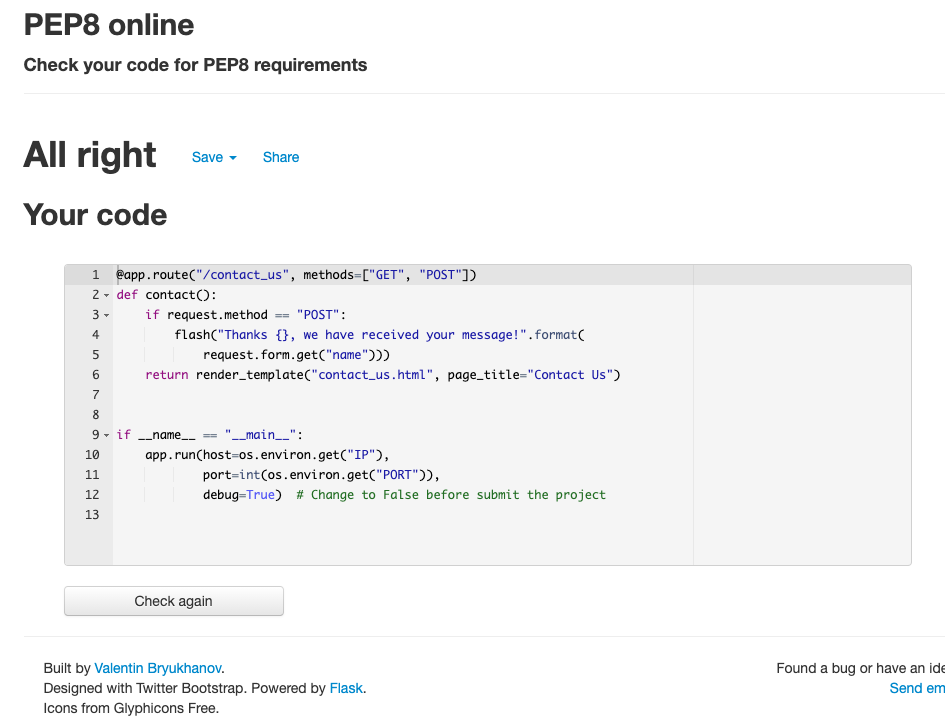 PEP8 online
Check your code for PEP8 requirements
All right Save Share
Your code
1 @app.route("/contact_us", methods=["GET", "POST"])
2 def contact():
3 if request.method == "POST":
4 flash("Thanks {}, we have received your message!".format(
5 request.form.get("name")))
6 return render_template("contact_us.html", page_title="Contact Us")
7
8
9 if __name__ == "__main__":
10 app.run(host=os.environ.get("IP"),
11 port=int(os.environ.get("PORT")),
12 debug=True) # Change to False before submit the project
13
Check again
Built by Valentin Bryukhanov. Found a bug or have an ide
Designed with Twitter Bootstrap. Powered by Flask. Send em
Icons from Glyphicons Free.